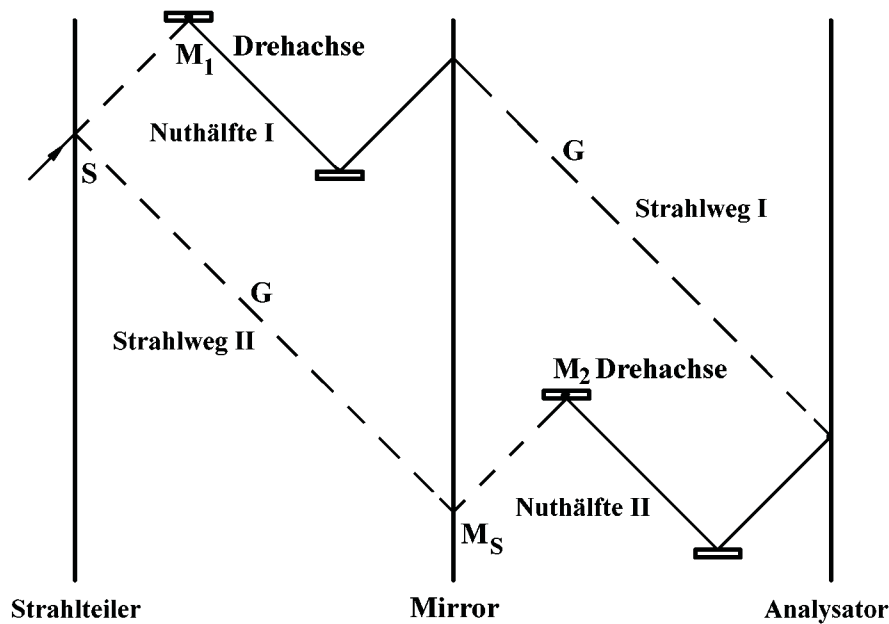 M1
Drehachse
Nuthälfte I
S
G
Strahlweg I
G
Strahlweg II
M2 Drehachse
Nuthälfte II
MS
Strahlteiler
Mirror
Analysator